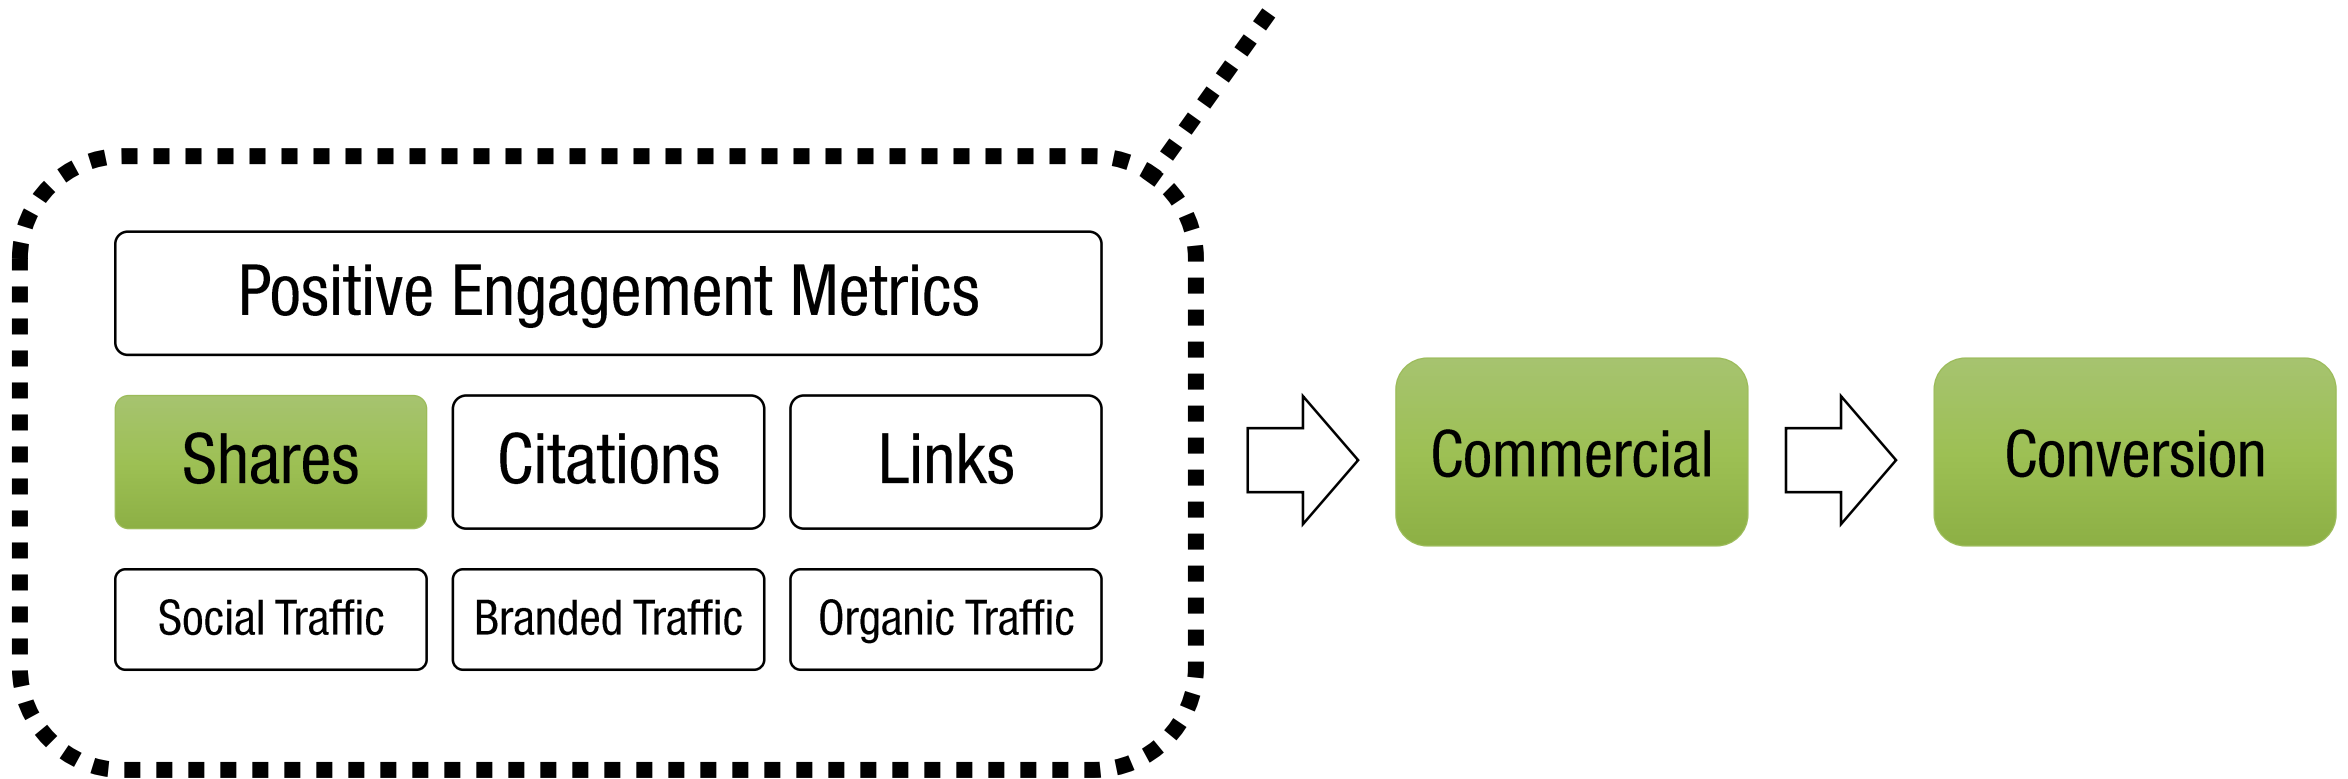 Positive Engagement Metrics
Shares
Citations
Links
Social Traffic
Branded Traffic
Organic Traffic
Commercial
Conversion